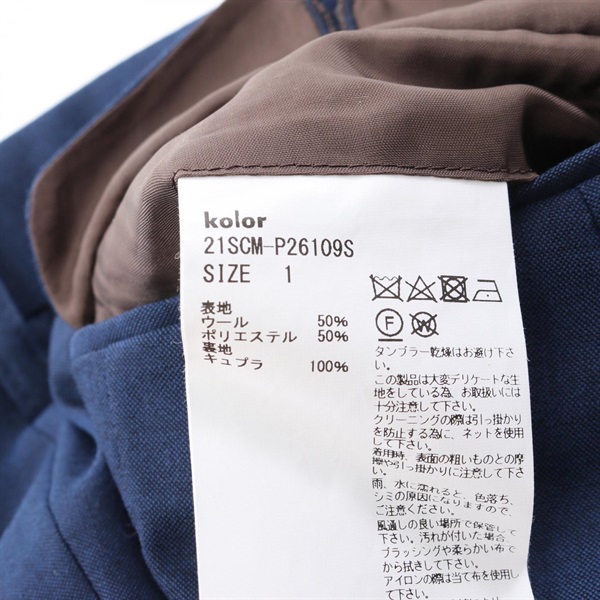 kolor
21SCM-P26109S
SIZE 1
表地
ウール 50%
ポリエステル 50%
裏地
キュプラ 100%
F
W
タンブラー乾燥はお避け下さい。
この製品は大変デリケートな生
地をしている為、お取扱いには
十分注意して下さい。
クリーニングの際は引っ掛かり
を防止する為に、ネットを使用
して下さい。
着用時、表面の粗いものとの摩
擦や引っ掛かりに注意して下さ
い。
雨、水に濡れると、色落ち、
シミの原因になりますので、
ご注意ください。
風通しの良い場所で保管して
下さい。汚れが付いた場合、
ブラッシングや柔らかい布で
から拭きして下さい。
アイロンの際は当て布を使用し